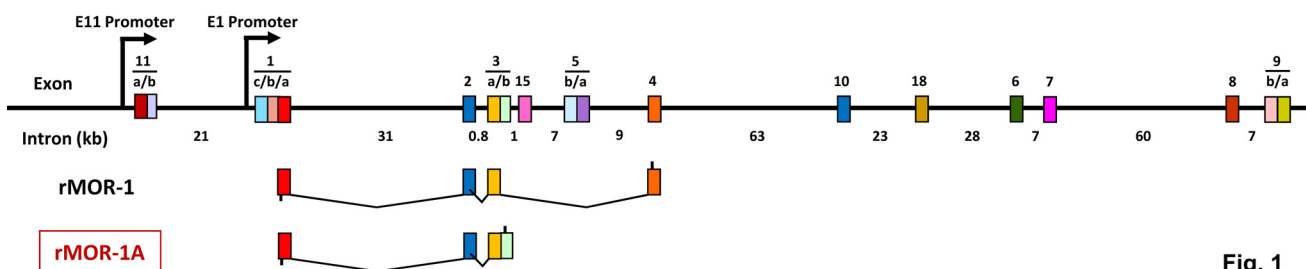 E11 Promoter E1 Promoter
11 1 3 5 9
Exon a/b c/b/a 2 a/b 15 b/a 4 10 18 6 7 8 b/a
Intron (kb) 21 31 0.8 1 7 9 63 23 28 7 60 7
rMOR-1
rMOR-1A
Fig. 1